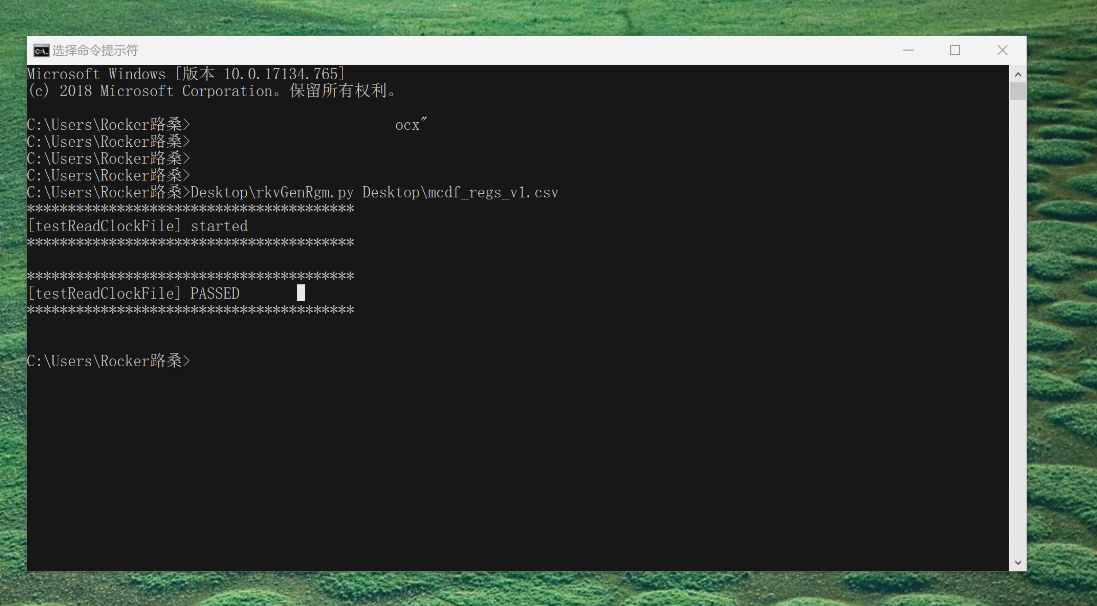 选择命令提示符
Microsoft Windows [版本 10.0.17134.765]
(c) 2018 Microsoft Corporation。保留所有权利。
C:\Users\Rocker路桑> ocx"
C:\Users\Rocker路桑>
C:\Users\Rocker路桑>
C:\Users\Rocker路桑>
C:\Users\Rocker路桑>Desktop\rkvGenRgm.py Desktop\mcdf_regs_v1.csv
****************************************
[testReadClockFile] started
****************************************
****************************************
[testReadClockFile] PASSED
****************************************
C:\Users\Rocker路桑>